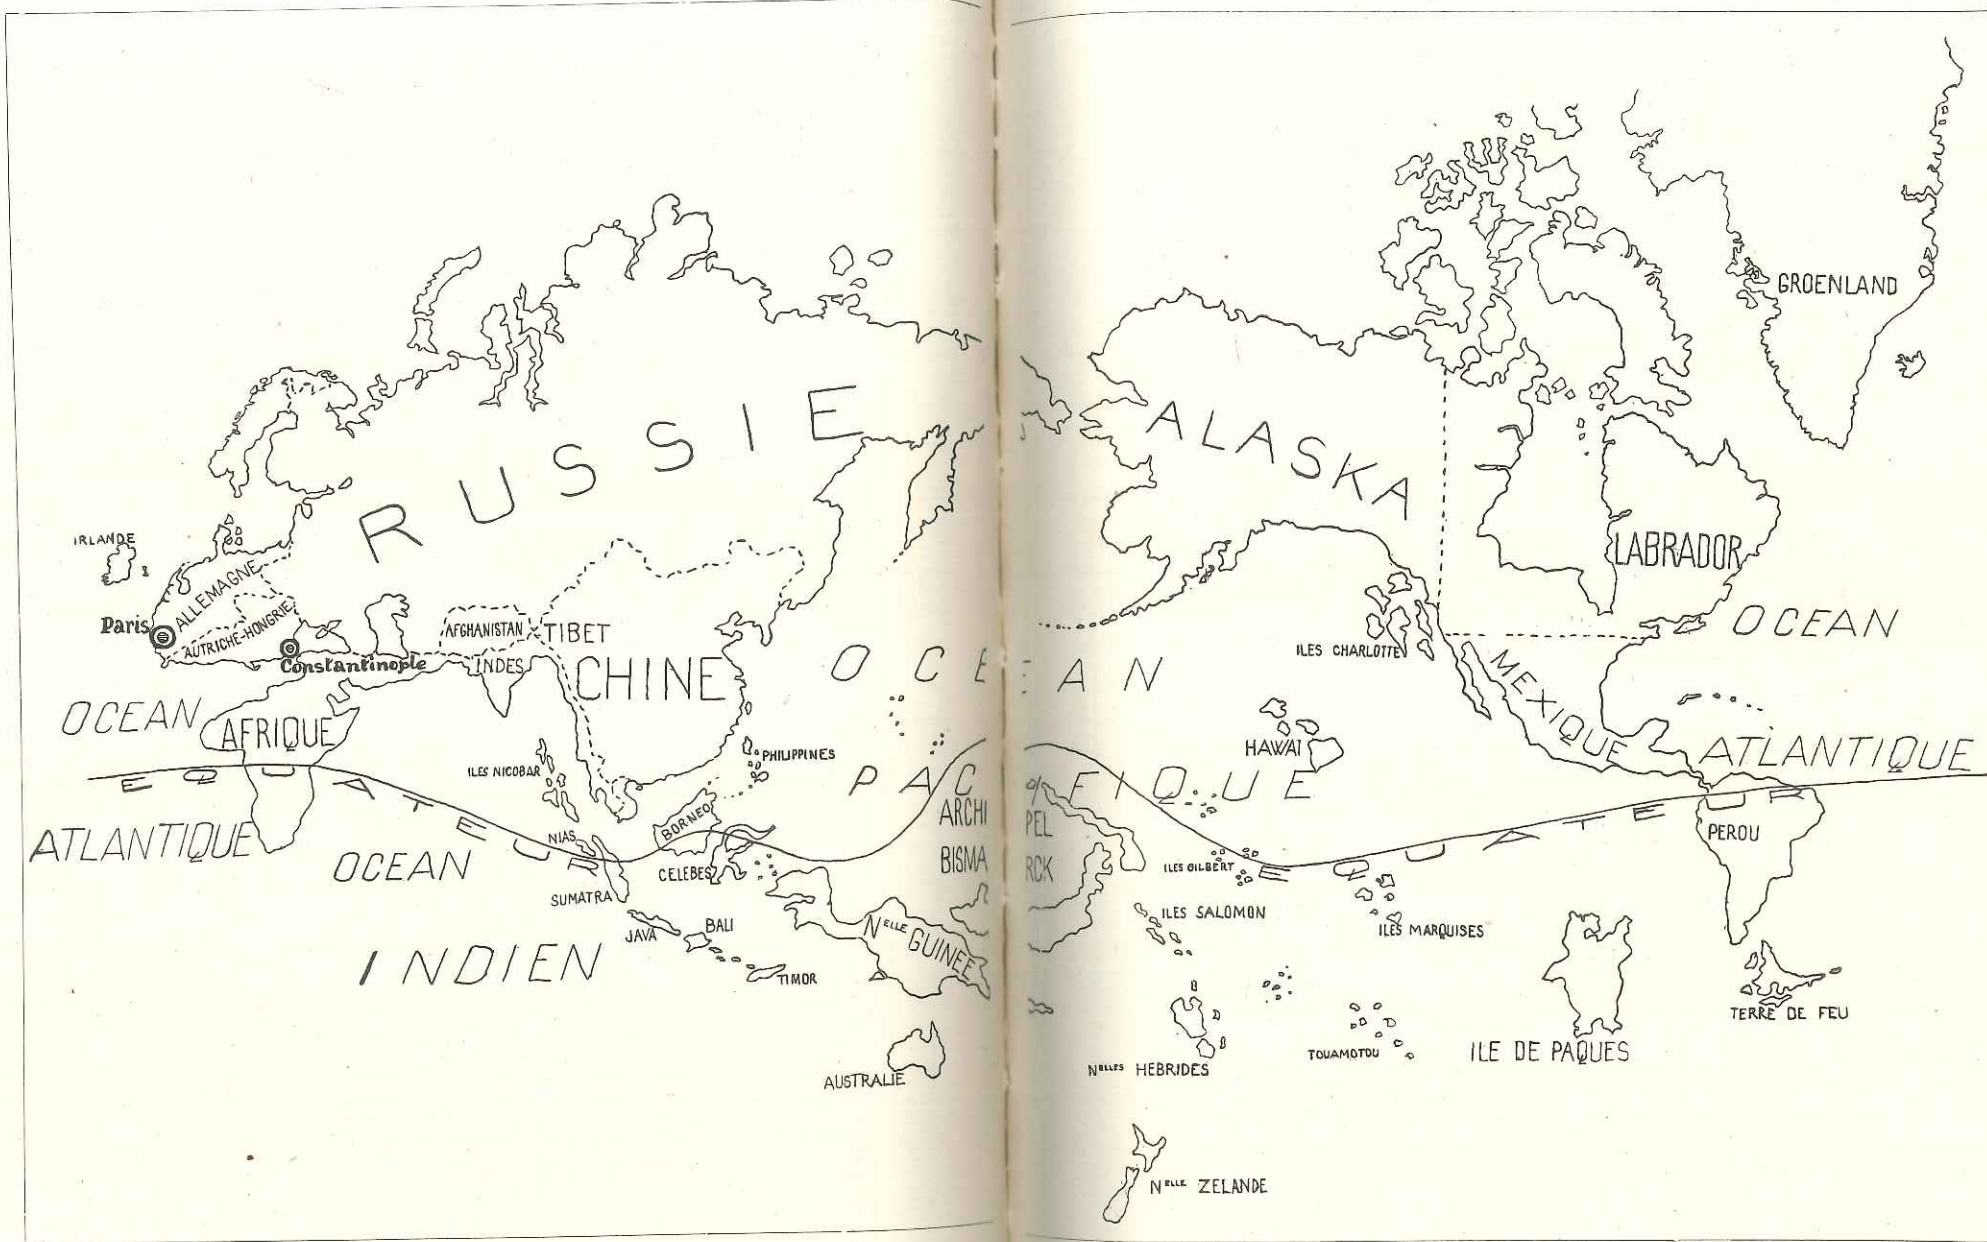 GROENLAND
RUSSIE
ALASKA
IRLANDE
LABRADOR
ALLEMAGNE
Paris
AUTRICHE-HONGRIE
Constantinople
AFGHANISTAN
TIBET
INDES
CHINE
OCEAN
PACIFIQUE
ILES CHARLOTTE
MEXIQUE
OCEAN
ATLANTIQUE
OCEAN
ATLANTIQUE
AFRIQUE
EQUATEUR
ILES NICOBAR
PHILIPPINES
HAWAI
ARCHIPEL
BISMARCK
BORNEO
NIAS
CELEBES
SUMATRA
OCEAN
INDIEN
JAVA
BALI
TIMOR
Nelle GUINÉE
AUSTRALIE
ILES GILBERT
EQUATEUR
PEROU
ILES SALOMON
ILES MARQUISES
Nelles HEBRIDES
TOUAMOTOU
ILE DE PAQUES
TERRE DE FEU
Nelle ZELANDE